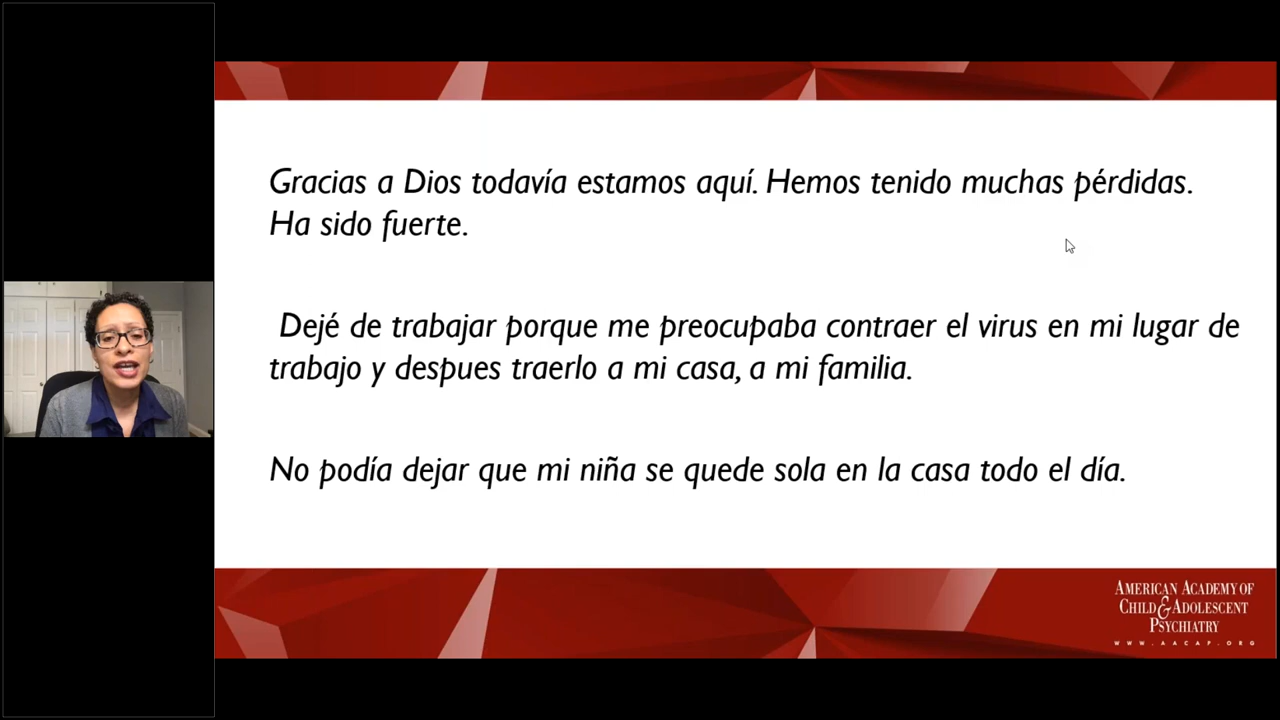 Gracias a Dios todavía estamos aquí. Hemos tenido muchas pérdidas.
Ha sido fuerte.
Dejé de trabajar porque me preocupaba contraer el virus en mi lugar de
trabajo y despues traerlo a mi casa, a mi familia.
No podía dejar que mi niña se quede sola en la casa todo el día.
AMERICAN ACADEMY OF
CHILD & ADOLESCENT
PSYCHIATRY
WWW.AACAP.ORG